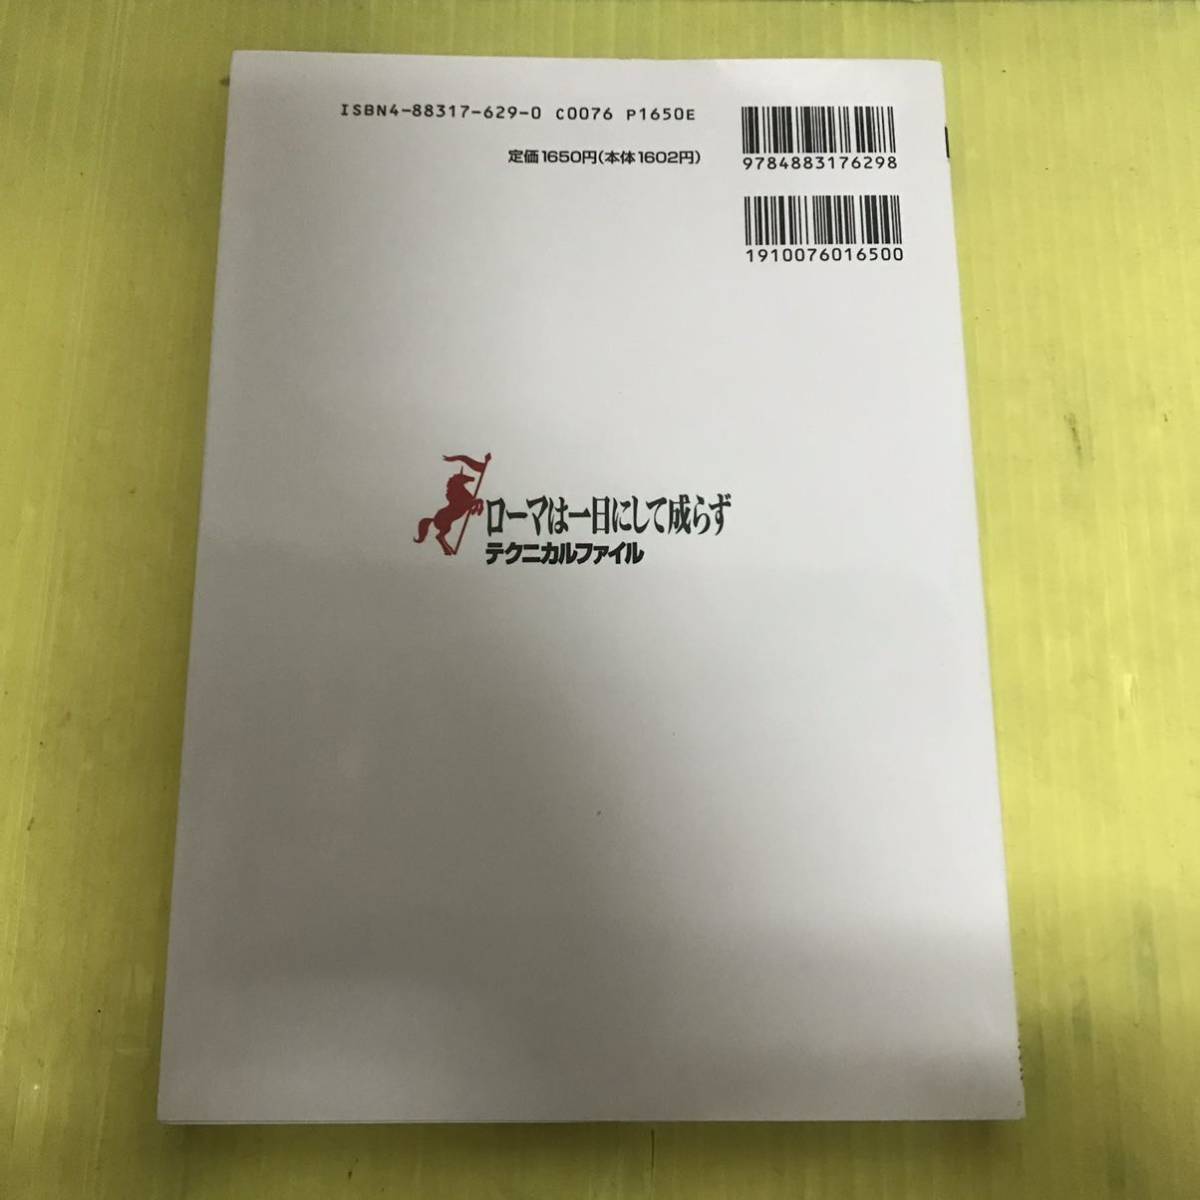 ISBN4-88317-629-0 C0076 P1650E
定価1650円(本体1602円)
9784883176298
1910076016500
ローマは一日にして成らず
テクニカルファイル